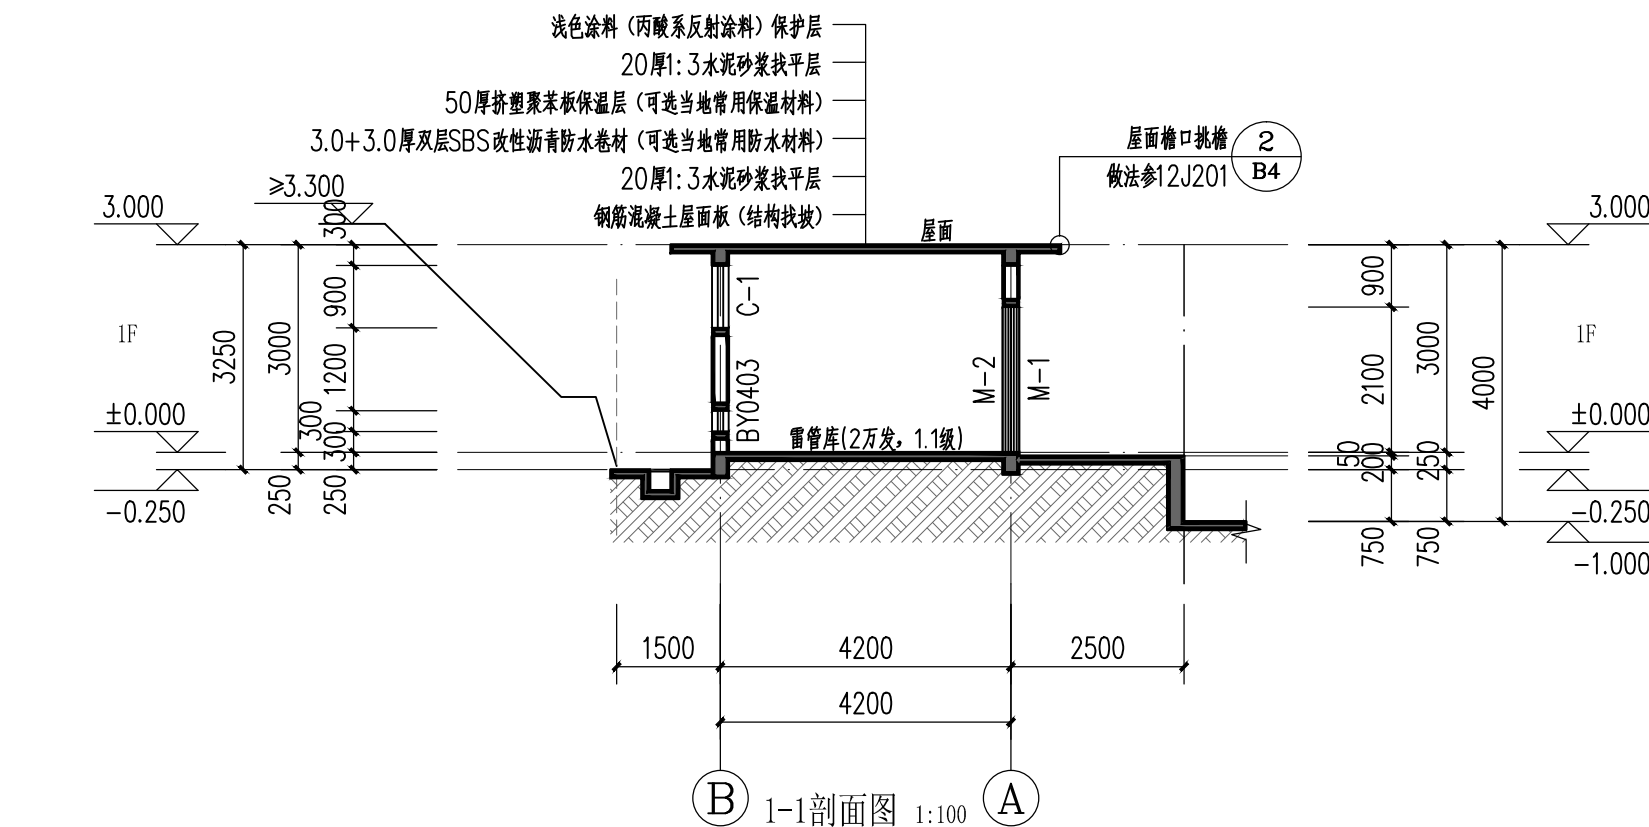 浅色涂料（丙酸系反射涂料）保护层
20厚1:3水泥砂浆找平层
50厚挤塑聚苯板保温层（可选当地常用保温材料）
3.0+3.0厚双层SBS改性沥青防水卷材（可选当地常用防水材料）
20厚1:3水泥砂浆找平层
钢筋混凝土屋面板（结构找坡）
屋面檐口挑檐
做法参12J201
2
B4
≥3.300
3.000
3.000
屋面
300
900
1200
300
300
250
250
3000
3250
1F
±0.000
-0.250
C-1
BY0403
M-2
M-1
雷管库(2万发，1.1级)
900
2100
50
200
750
3000
250
750
4000
1F
±0.000
-0.250
-1.000
1500
4200
2500
4200
B
A
1-1剖面图 1:100